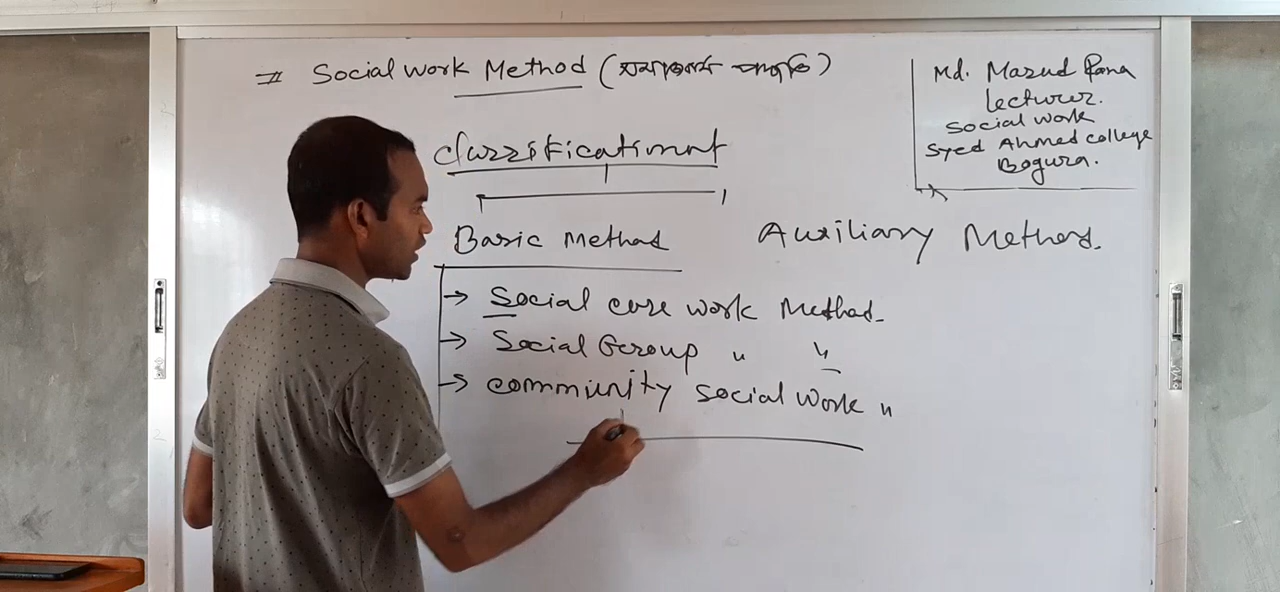 # Social work Method (সমাজকর্ম পদ্ধতি)
Md. Masud Rana
Lecturer.
Social work
Syed Ahmed college
Bogura.
Classification
Basic Method
Auxiliary Method.
→ Social case work Method.
→ Social Group " "
→ community social work "